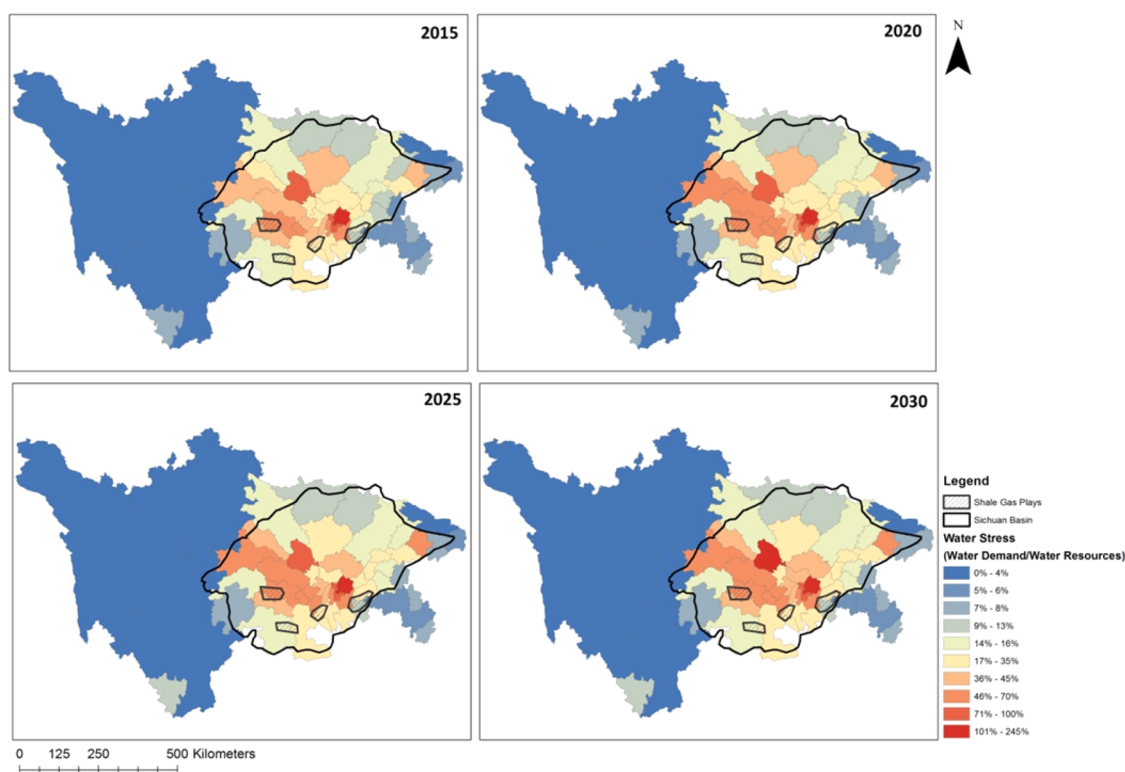 2015
2020
N
2025
2030
Legend
Shale Gas Plays
Sichuan Basin
Water Stress
(Water Demand/Water Resources)
0% - 4%
5% - 6%
7% - 8%
9% - 13%
14% - 16%
17% - 35%
36% - 45%
46% - 70%
71% - 100%
101% - 245%
0 125 250 500 Kilometers